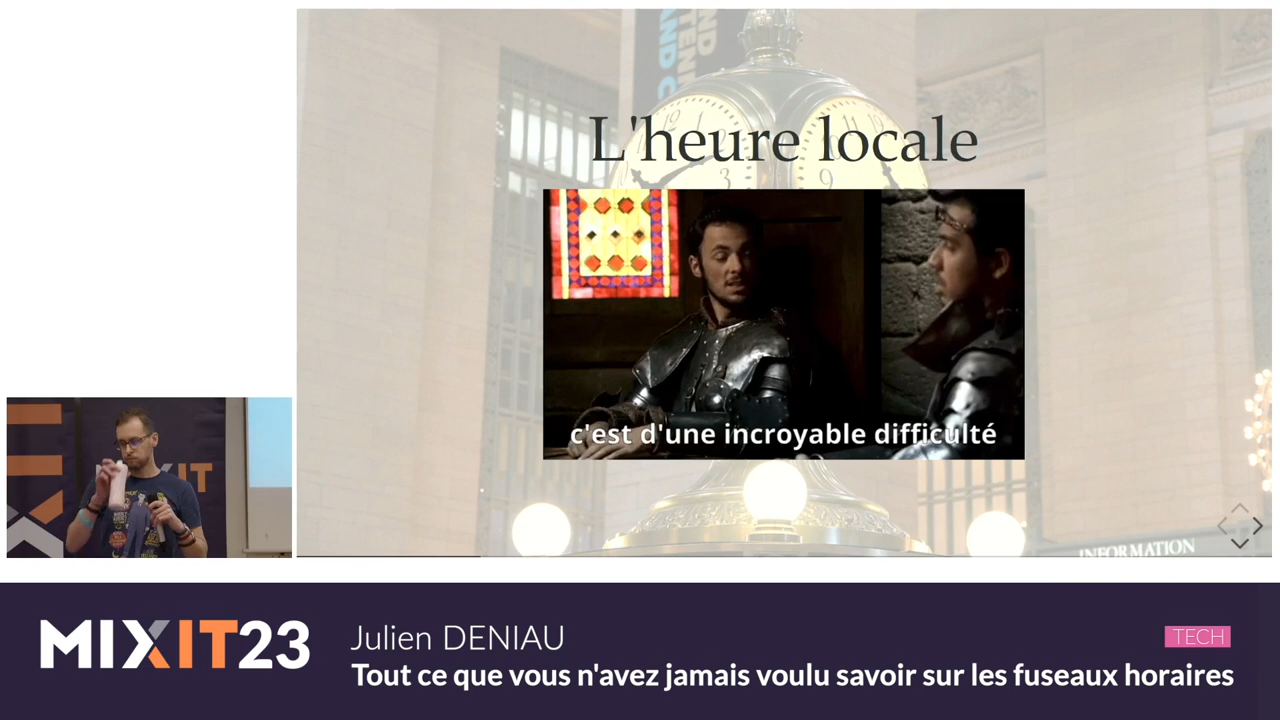 L'heure locale
c'est d'une incroyable difficulté
INFORMATION
MIXIT
MIXIT23
Julien DENIAU
TECH
Tout ce que vous n'avez jamais voulu savoir sur les fuseaux horaires